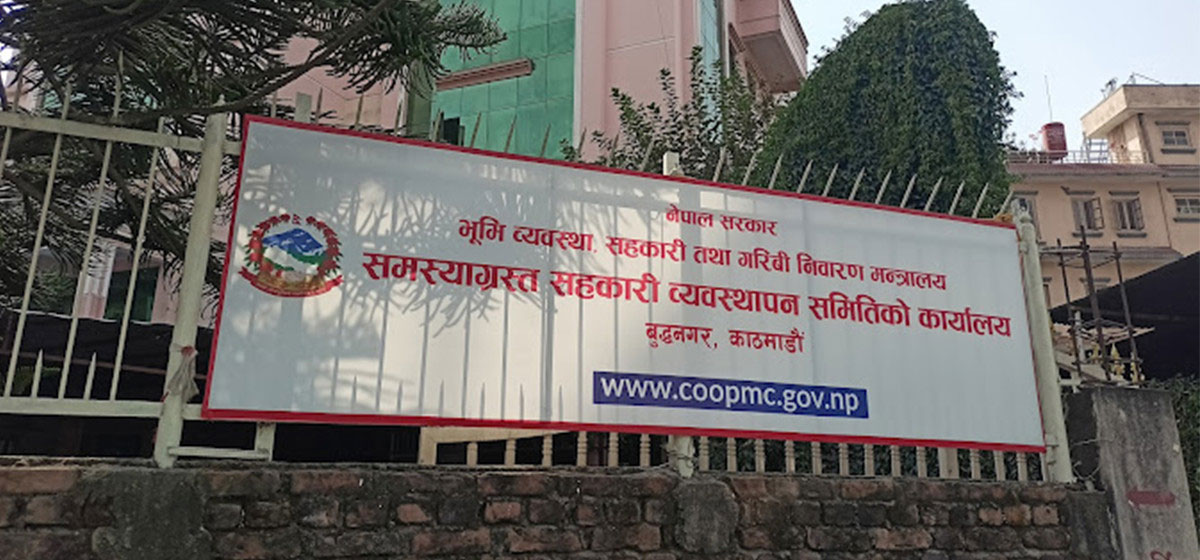 नेपाल सरकार
भूमि व्यवस्था, सहकारी तथा गरिबी निवारण मन्त्रालय
समस्याग्रस्त सहकारी व्यवस्थापन समितिको कार्यालय
बुद्धनगर, काठमाडौं
www.coopmc.gov.np